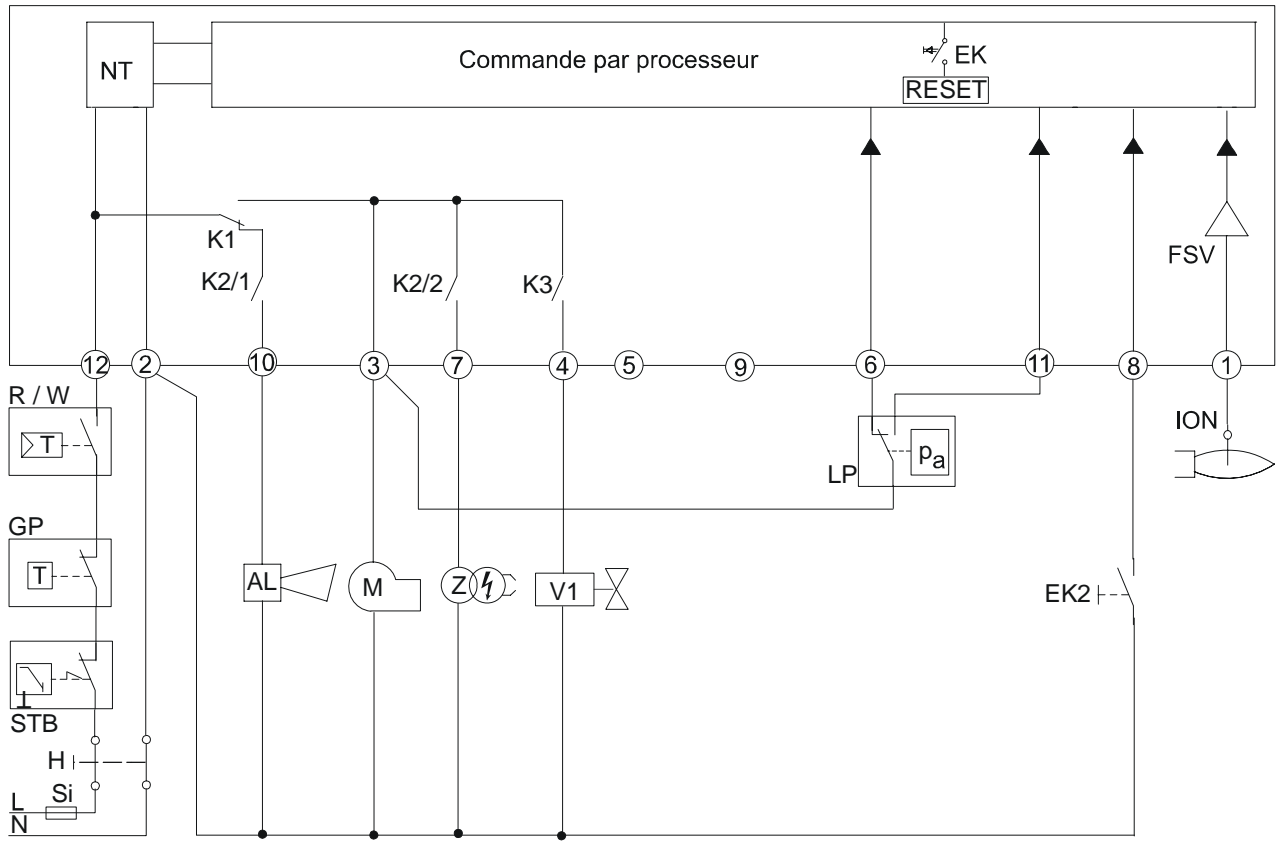 NT
Commande par processeur
EK
RESET
K1
K2/1
K2/2
K3
FSV
12
2
10
3
7
4
5
9
6
11
8
1
R / W
T
ION
LP
pa
GP
T
AL
M
Z
V1
EK2
STB
H
Si
L
N